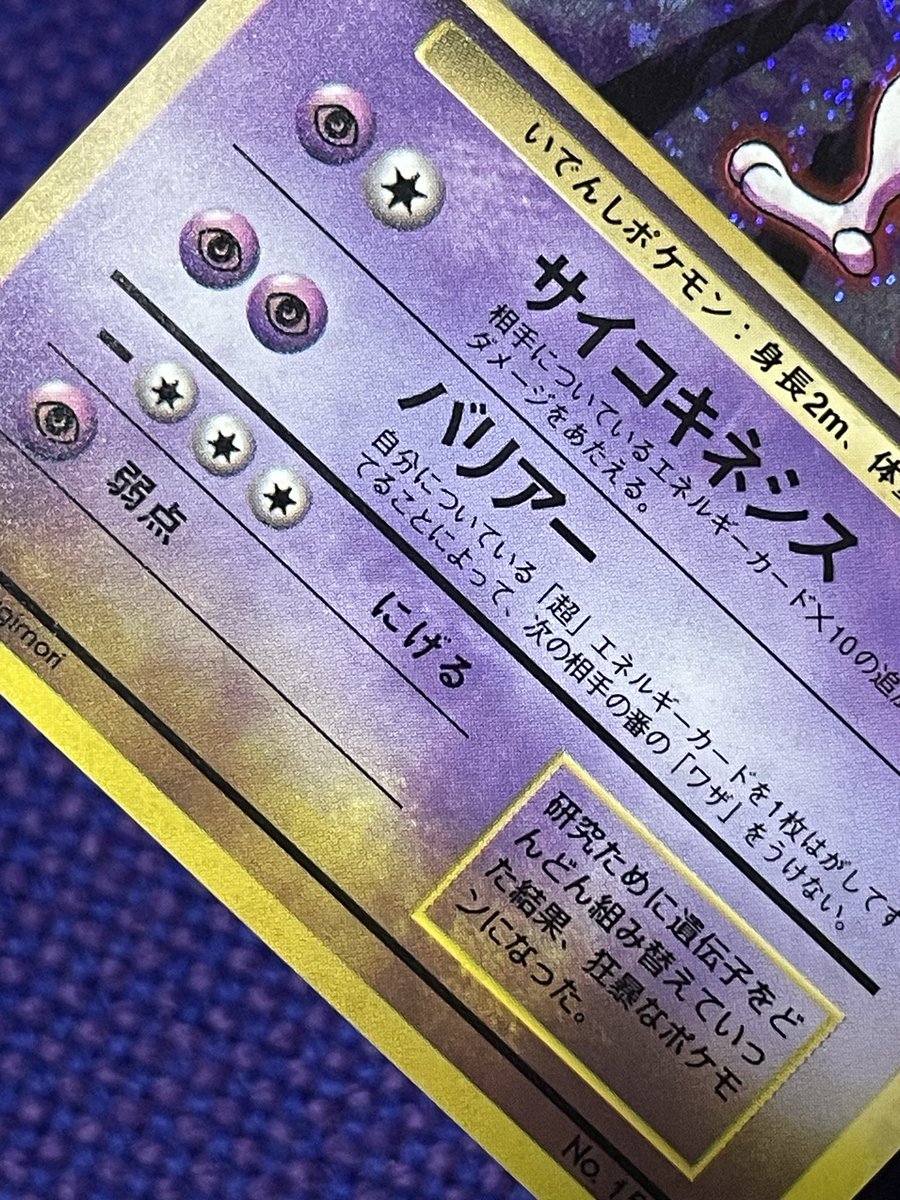 いでんしポケモン：身長2m、体
サイコキネシス
相手についているエネルギーカード×10の追加
ダメージをあたえる。
バリアー
自分についている「超」エネルギーカードを1枚はがしてす
てることによって、次の相手の番の「ワザ」をうけない。
にげる
弱点
研究ために遺伝子をど
んどん組み替えていっ
た結果、狂暴なポケモ
ンになった。
No.